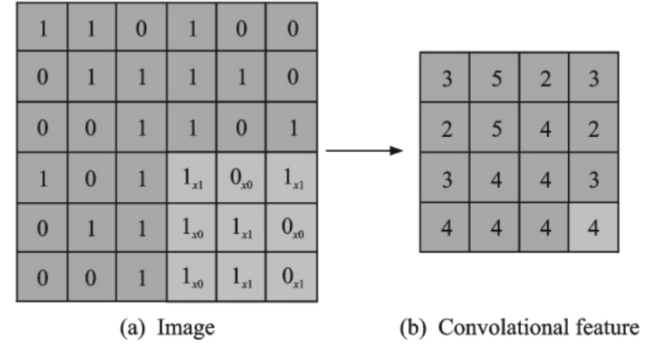 1 1 0 1 0 0
0 1 1 1 1 0
0 0 1 1 0 1
1 0 1 1x1 0x0 1x1
0 1 1 1x0 1x1 0x0
0 0 1 1x0 1x1 0x1
(a) Image
3 5 2 3
2 5 4 2
3 4 4 3
4 4 4 4
(b) Convolational feature